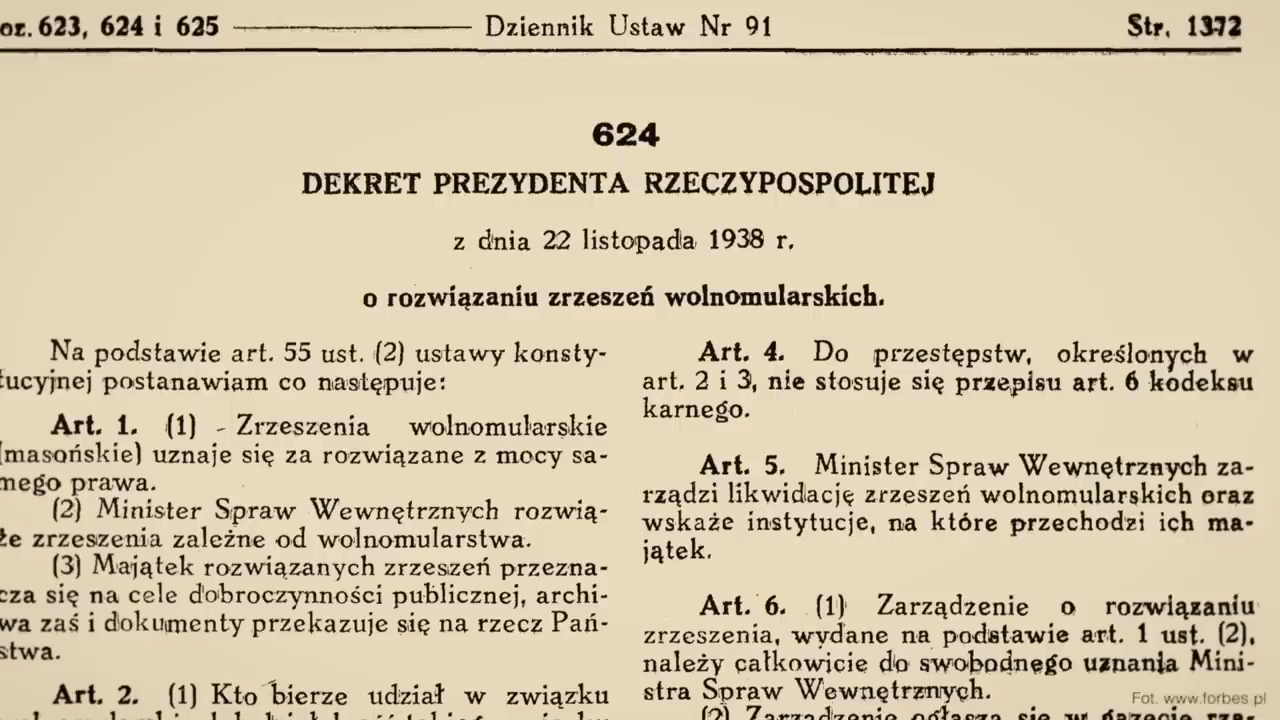 oz. 623, 624 i 625 Dziennik Ustaw Nr 91 Str. 1372
624
DEKRET PREZYDENTA RZECZYPOSPOLITEJ
z dnia 22 listopada 1938 r.
o rozwiązaniu zrzeszeń wolnomularskich.
Na podstawie art. 55 ust. (2) ustawy konsty-
tucyjnej postanawiam co następuje:
Art. 1. (1) - Zrzeszenia wolnomularskie
(masońskie) uznaje się za rozwiązane z mocy sa-
mego prawa.
(2) Minister Spraw Wewnętrznych rozwią-
że zrzeszenia zależne od wolnomularstwa.
(3) Majątek rozwiązanych zrzeszeń przezna-
cza się na cele dobroczynności publicznej, archi-
wa zaś i dokumenty przekazuje się na rzecz Pań-
stwa.
Art. 2. (1) Kto bierze udział w związku
Art. 4. Do przestępstw, określonych w
art. 2 i 3, nie stosuje się przepisu art. 6 kodeksu
karnego.
Art. 5. Minister Spraw Wewnętrznych za-
rządzi likwidację zrzeszeń wolnomularskich oraz
wskaże instytucje, na które przechodzi ich ma-
jątek.
Art. 6. (1) Zarządzenie o rozwiązaniu
zrzeszenia, wydane na podstawie art. 1 ust. (2),
należy całkowicie do swobodnego uznania Mini-
stra Spraw Wewnętrznych.
(2) Zarządzenie ogłasza się w gazecie
Fot. www.forbes.pl